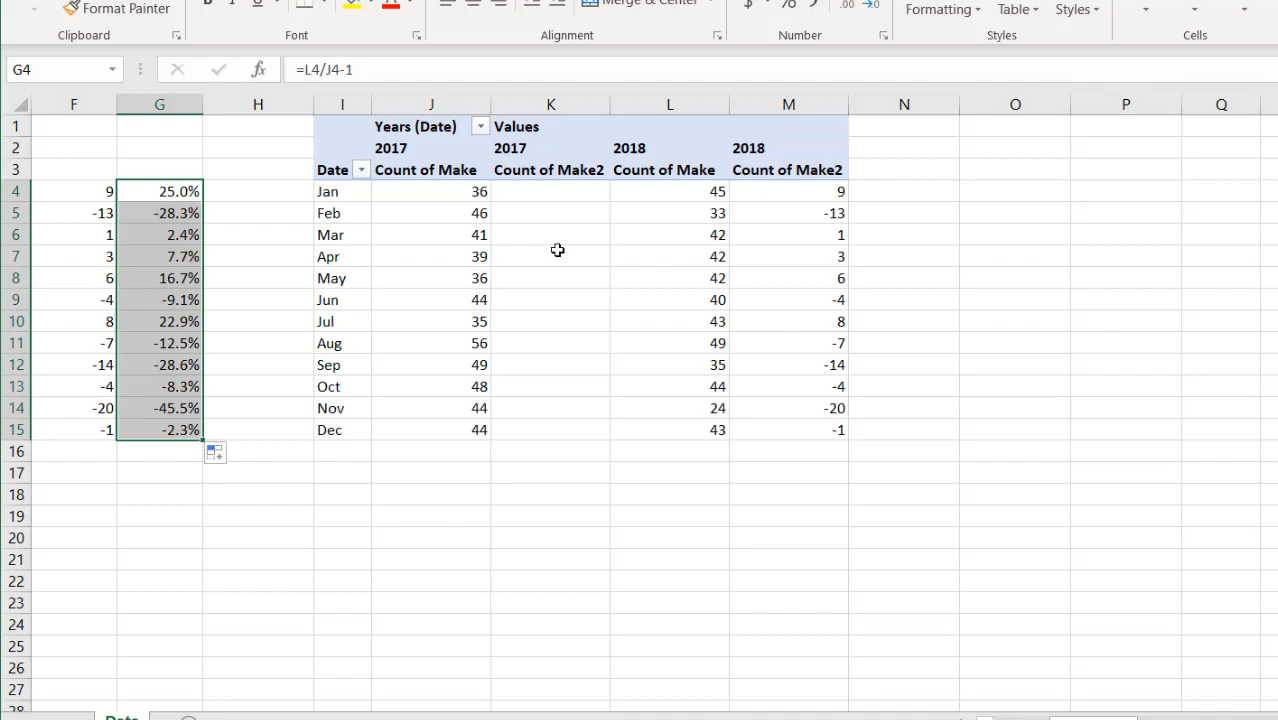 Format Painter Merge & Center $ % .00 Formatting Table Styles
Clipboard Font Alignment Number Styles Cells
G4 fx =L4/J4-1
F G H I J K L M N O P Q
1 Years (Date) Values
2 2017 2017 2018 2018
3 Date Count of Make Count of Make2 Count of Make Count of Make2
4 9 25.0% Jan 36 45 9
5 -13 -28.3% Feb 46 33 -13
6 1 2.4% Mar 41 42 1
7 3 7.7% Apr 39 42 3
8 6 16.7% May 36 42 6
9 -4 -9.1% Jun 44 40 -4
10 8 22.9% Jul 35 43 8
11 -7 -12.5% Aug 56 49 -7
12 -14 -28.6% Sep 49 35 -14
13 -4 -8.3% Oct 48 44 -4
14 -20 -45.5% Nov 44 24 -20
15 -1 -2.3% Dec 44 43 -1
16
17
18
19
20
21
22
23
24
25
26
27
28
Data